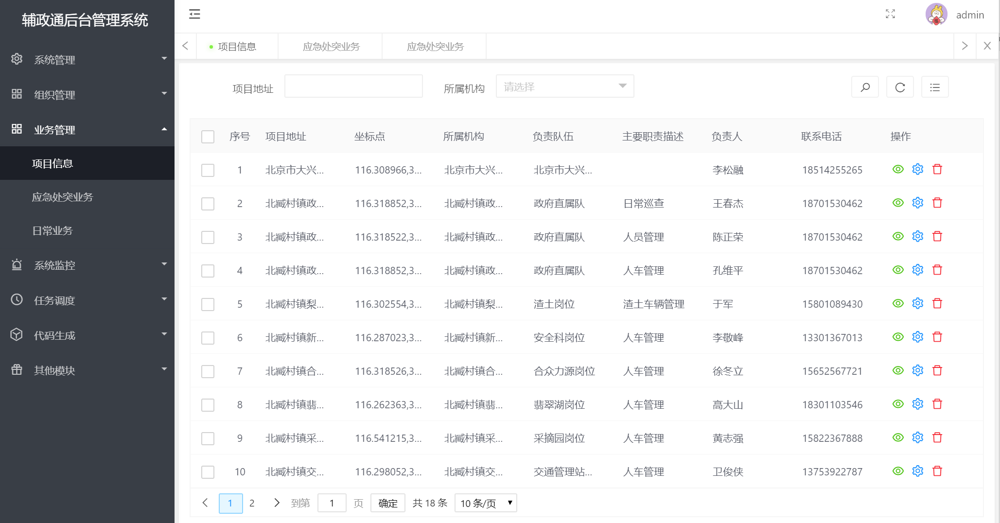 辅政通后台管理系统
系统管理
组织管理
业务管理
项目信息
应急处突业务
日常业务
系统监控
任务调度
代码生成
其他模块
admin
项目信息 应急处突业务 应急处突业务
项目地址 所属机构 请选择
序号 项目地址 坐标点 所属机构 负责队伍 主要职责描述 负责人 联系电话 操作
1 北京市大兴... 116.308966,3... 北京市大兴... 北京市大兴... 李松融 18514255265
2 北臧村镇政... 116.318852,3... 北臧村镇政... 政府直属队 日常巡查 王春杰 18701530462
3 北臧村镇政... 116.318522,3... 北臧村镇政... 政府直属队 人员管理 陈正荣 18701530462
4 北臧村镇政... 116.318852,3... 北臧村镇政... 政府直属队 人车管理 孔维平 18701530462
5 北臧村镇梨... 116.302554,3... 北臧村镇梨... 渣土岗位 渣土车辆管理 于军 15801089430
6 北臧村镇新... 116.287023,3... 北臧村镇新... 安全科岗位 人车管理 李敬峰 13301367013
7 北臧村镇合... 116.318526,3... 北臧村镇合... 合众力源岗位 人车管理 徐冬立 15652567721
8 北臧村镇翡... 116.262363,3... 北臧村镇翡... 翡翠湖岗位 人车管理 高大山 18301103546
9 北臧村镇采... 116.541215,3... 北臧村镇采... 采摘园岗位 人车管理 黄志强 15822367888
10 北臧村镇交... 116.298052,3... 北臧村镇交... 交通管理站... 人车管理 卫俊侠 13753922787
1 2 到第 1 页 确定 共 18 条 10 条/页